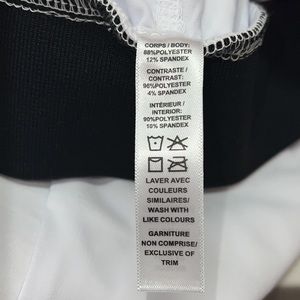 CORPS / BODY:
88%POLYESTER
12% SPANDEX
CONTRASTE /
CONTRAST:
96%POLYESTER
4% SPANDEX
INTÉRIEUR /
INTERIOR:
90%POLYESTER
10% SPANDEX
LAVER AVEC
COULEURS
SIMILAIRES/
WASH WITH
LIKE COLOURS
GARNITURE
NON COMPRISE/
EXCLUSIVE OF
TRIM